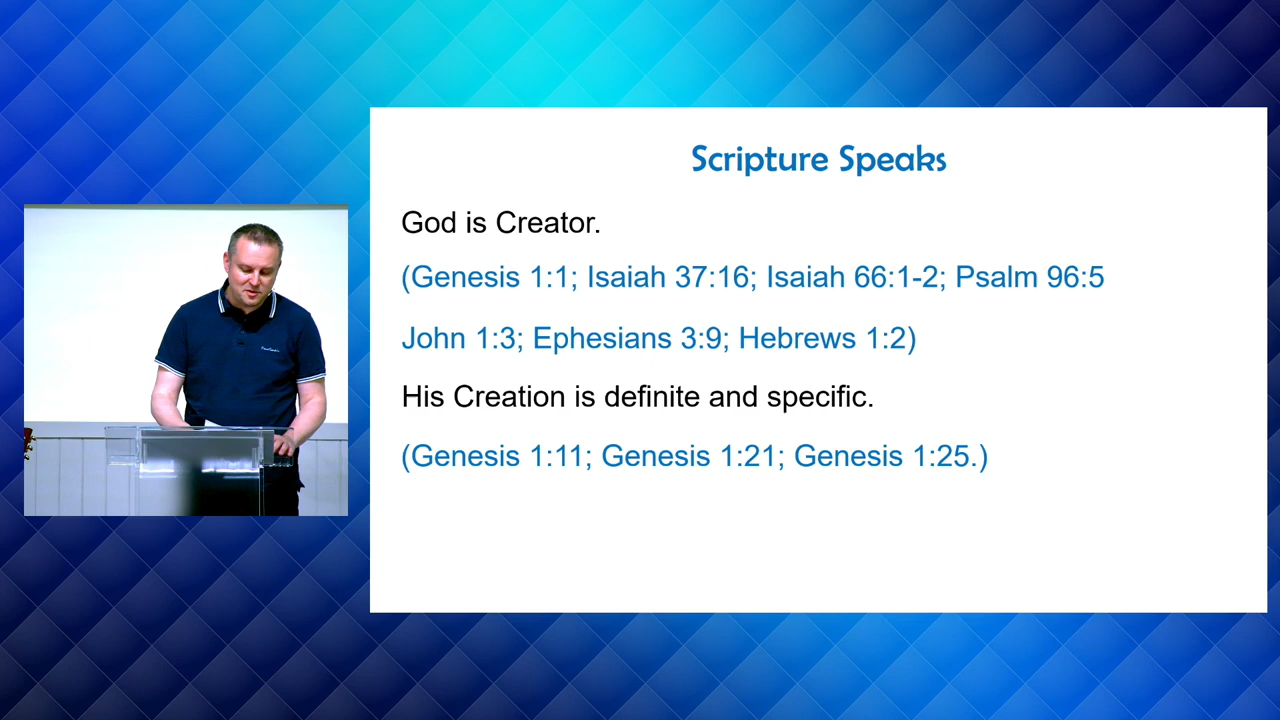 Scripture Speaks
God is Creator.
(Genesis 1:1; Isaiah 37:16; Isaiah 66:1-2; Psalm 96:5
John 1:3; Ephesians 3:9; Hebrews 1:2)
His Creation is definite and specific.
(Genesis 1:11; Genesis 1:21; Genesis 1:25.)